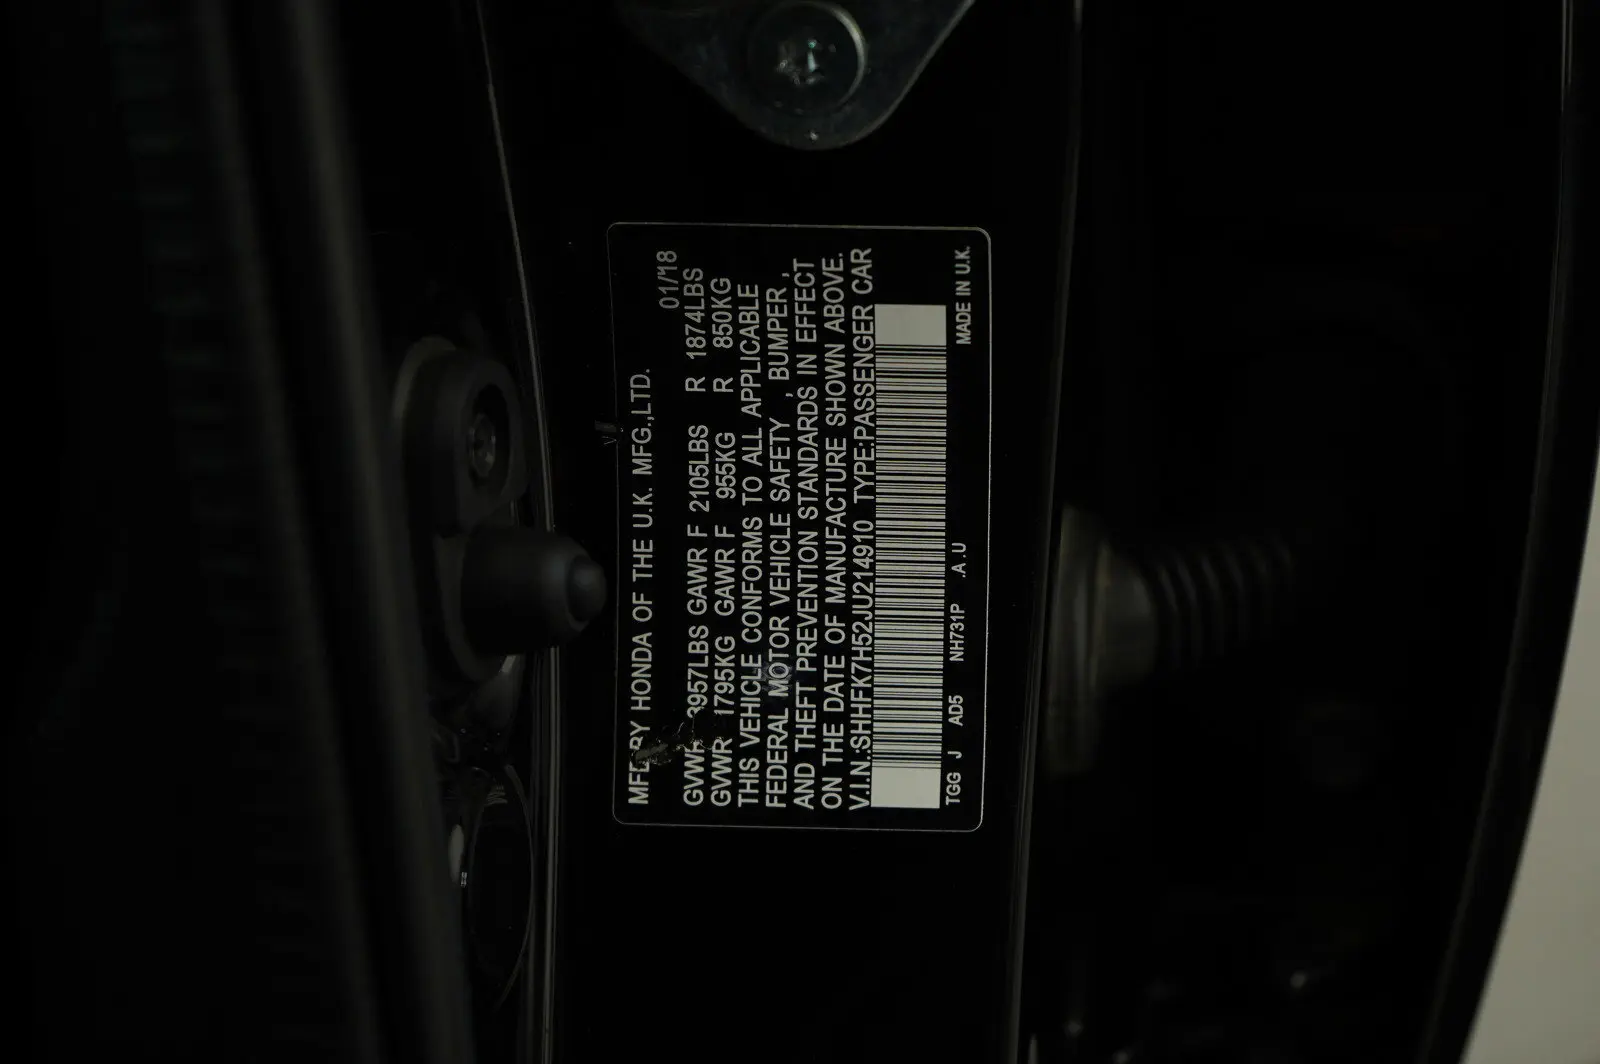 MFD BY HONDA OF THE U.K. MFG.,LTD.
01/'18
GVWR 3957LBS GAWR F 2105LBS R 1874LBS
GVWR 1795KG GAWR F 955KG R 850KG
THIS VEHICLE CONFORMS TO ALL APPLICABLE
FEDERAL MOTOR VEHICLE SAFETY , BUMPER ,
AND THEFT PREVENTION STANDARDS IN EFFECT
ON THE DATE OF MANUFACTURE SHOWN ABOVE.
V.I.N.:SHHFK7H52JU214910 TYPE:PASSENGER CAR
TGG J AD5 NH731P .A.U MADE IN U.K.